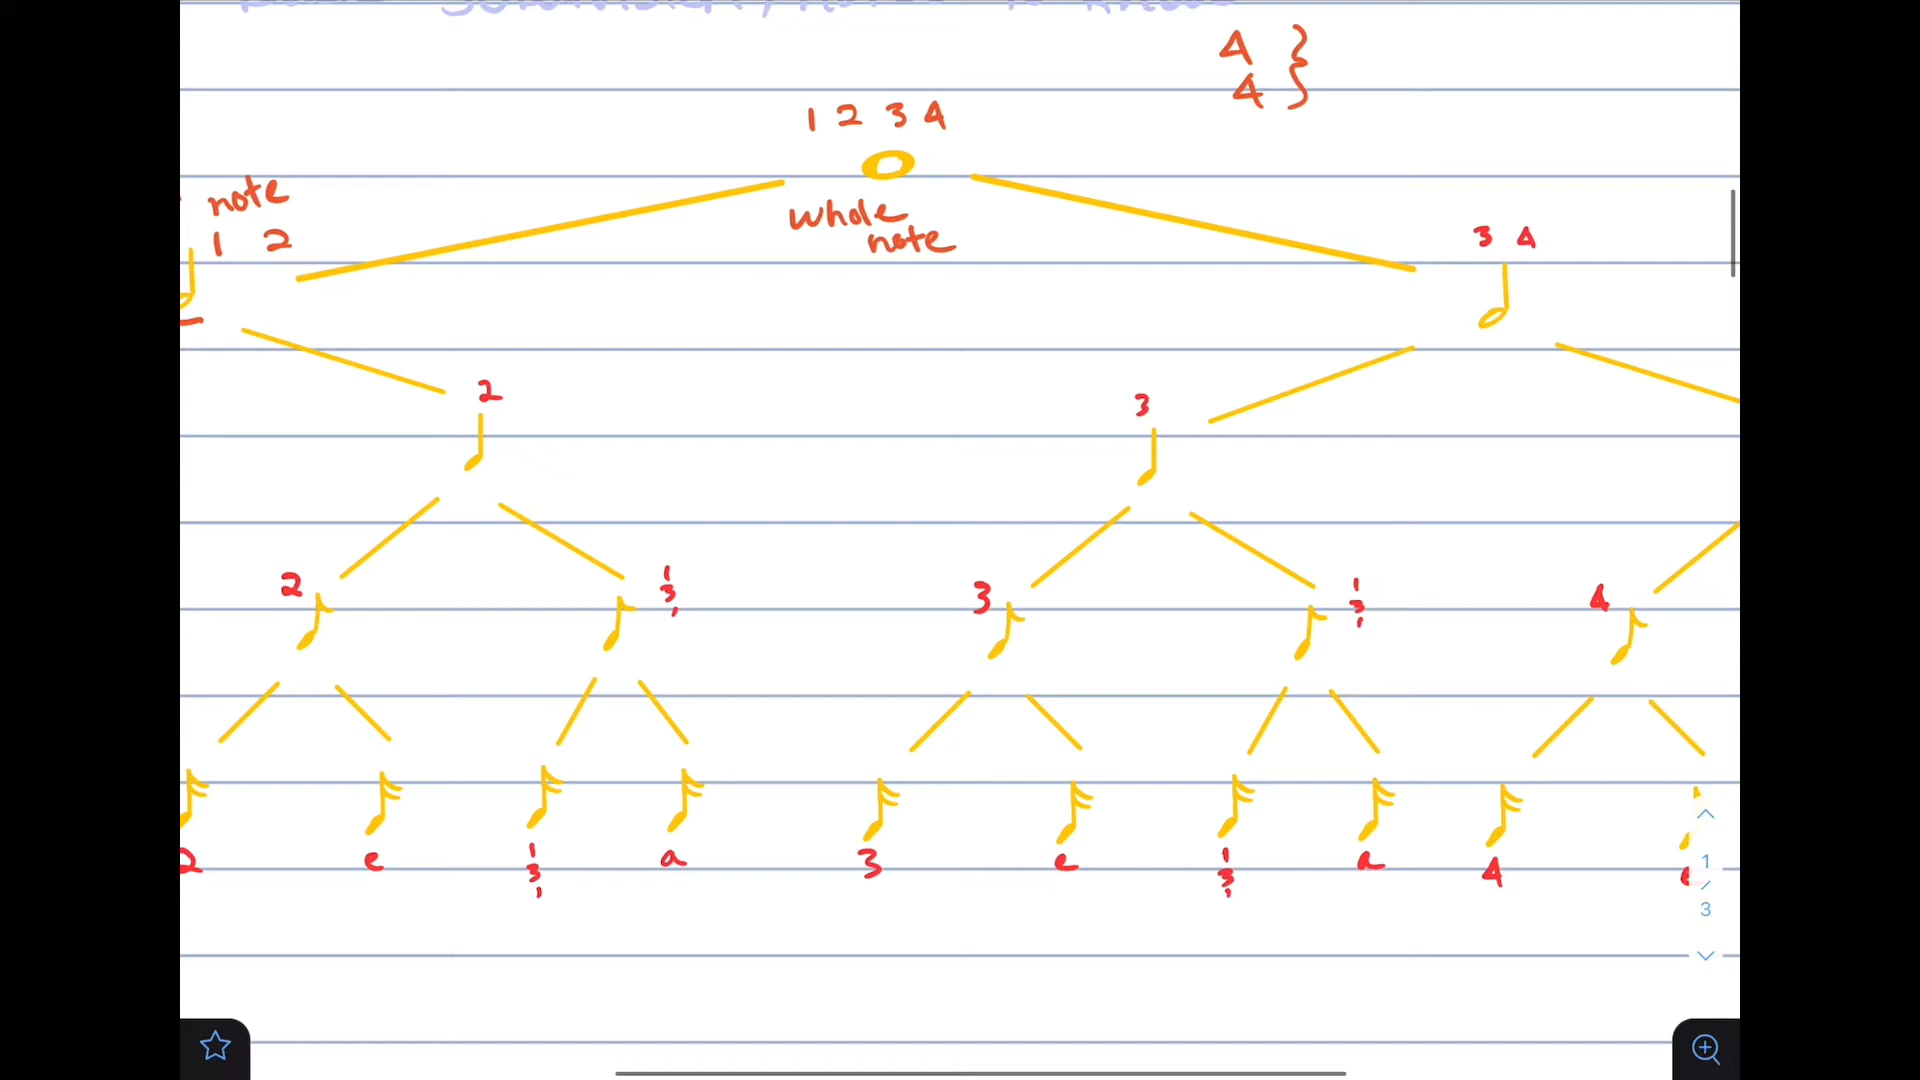 4
4 }
1 2 3 4
note
whole
note
1 2
3 4
2
3
2 & 3 & 4
2 e & a 3 e & a 4
1
/
3